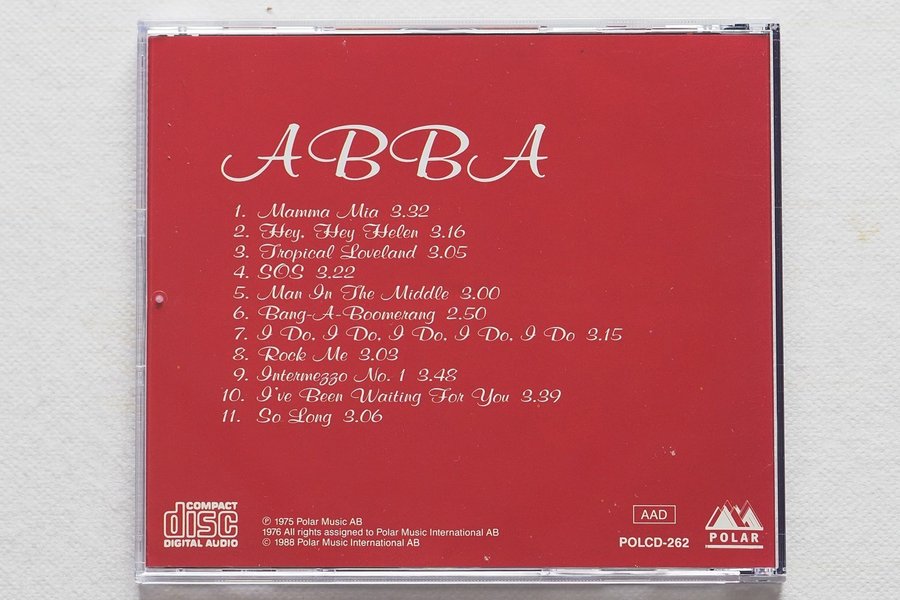 ABBA
1. Mamma Mia 3.32
2. Hey, Hey Helen 3.16
3. Tropical Loveland 3.05
4. SOS 3.22
5. Man In The Middle 3.00
6. Bang-A-Boomerang 2.50
7. I Do, I Do, I Do, I Do, I Do 3.15
8. Rock Me 3.03
9. Intermezzo No. 1 3.48
10. I've Been Waiting For You 3.39
11. So Long 3.06
COMPACT
disc
DIGITAL AUDIO
℗ 1975 Polar Music AB
1976 All rights assigned to Polar Music International AB
© 1988 Polar Music International AB
AAD
POLCD-262
POLAR